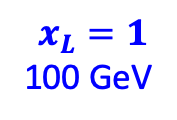 x_L = 1
100 GeV